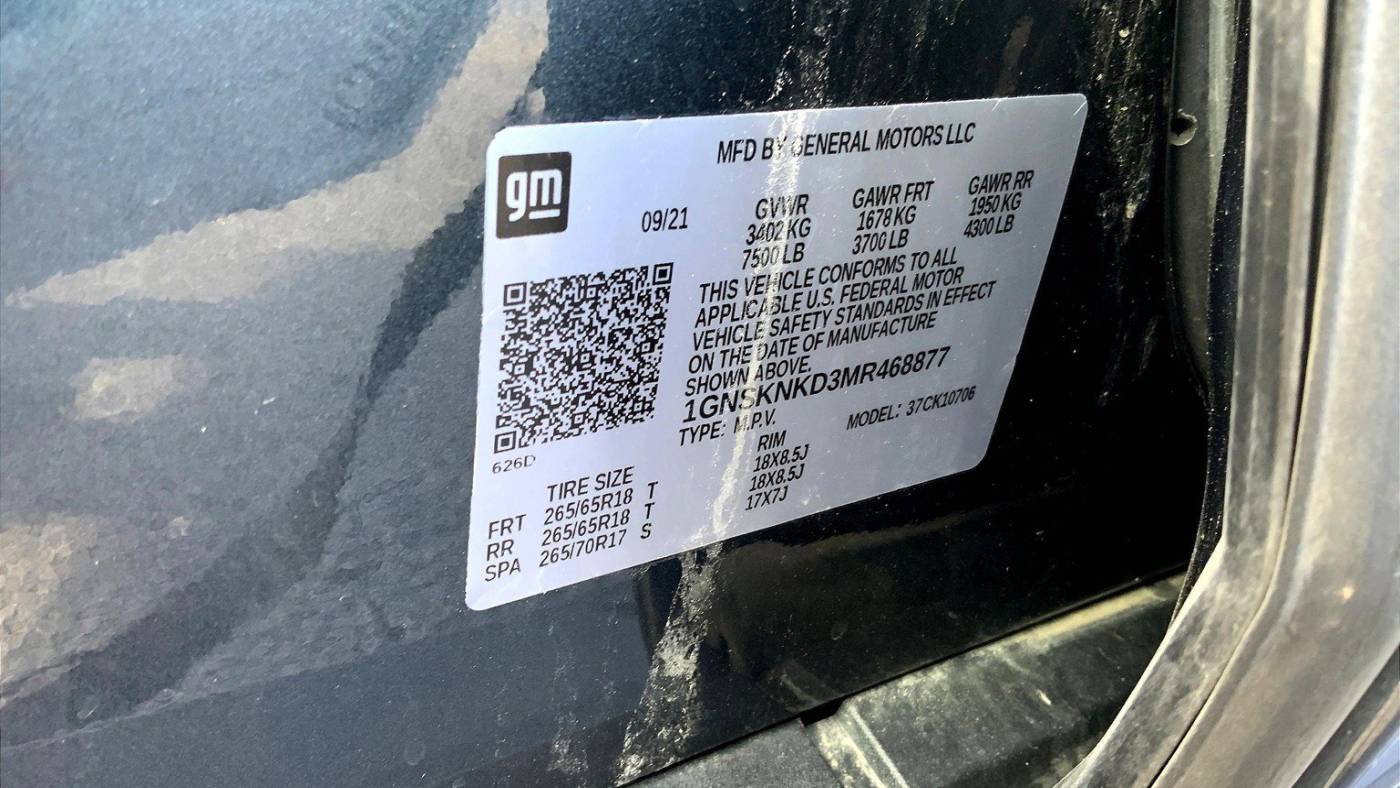 MFD BY GENERAL MOTORS LLC
gm
09/21
GVWR GAWR FRT GAWR RR
3402KG 1678 KG 1950 KG
7500 LB 3700 LB 4300 LB
THIS VEHICLE CONFORMS TO ALL
APPLICABLE U.S. FEDERAL MOTOR
VEHICLE SAFETY STANDARDS IN EFFECT
ON THE DATE OF MANUFACTURE
SHOWN ABOVE.
1GNSKNKD3MR468877
TYPE: M.P.V. MODEL: 37CK10706
626D
TIRE SIZE RIM
FRT 265/65R18 T 18X8.5J
RR 265/65R18 T 18X8.5J
SPA 265/70R17 S 17X7J